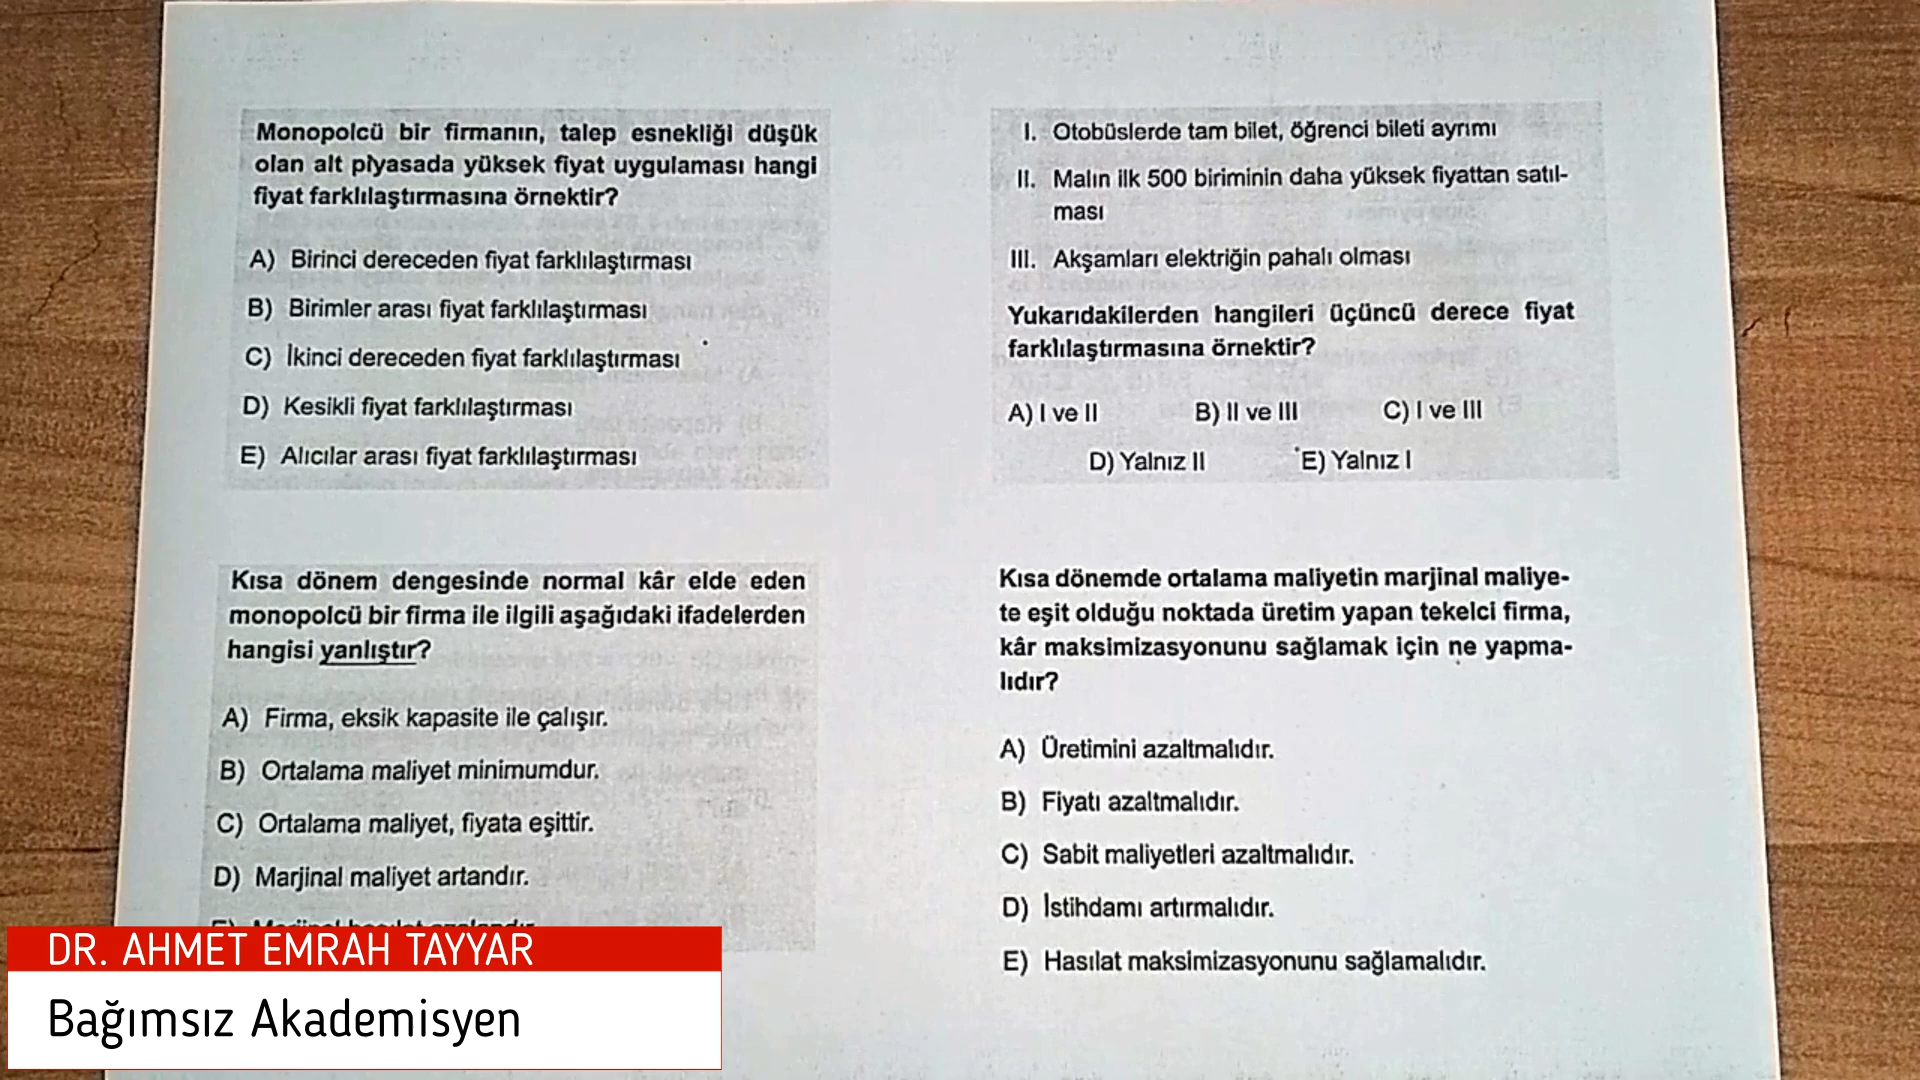 Monopolcü bir firmanın, talep esnekliği düşük
olan alt piyasada yüksek fiyat uygulaması hangi
fiyat farklılaştırmasına örnektir?
A) Birinci dereceden fiyat farklılaştırması
B) Birimler arası fiyat farklılaştırması
C) İkinci dereceden fiyat farklılaştırması
D) Kesikli fiyat farklılaştırması
E) Alıcılar arası fiyat farklılaştırması
I. Otobüslerde tam bilet, öğrenci bileti ayrımı
II. Malın ilk 500 biriminin daha yüksek fiyattan satıl-
ması
III. Akşamları elektriğin pahalı olması
Yukarıdakilerden hangileri üçüncü derece fiyat
farklılaştırmasına örnektir?
A) I ve II B) II ve III C) I ve III
D) Yalnız II E) Yalnız I
Kısa dönem dengesinde normal kâr elde eden
monopolcü bir firma ile ilgili aşağıdaki ifadelerden
hangisi yanlıştır?
A) Firma, eksik kapasite ile çalışır.
B) Ortalama maliyet minimumdur.
C) Ortalama maliyet, fiyata eşittir.
D) Marjinal maliyet artandır.
Kısa dönemde ortalama maliyetin marjinal maliye-
te eşit olduğu noktada üretim yapan tekelci firma,
kâr maksimizasyonunu sağlamak için ne yapma-
lıdır?
A) Üretimini azaltmalıdır.
B) Fiyatı azaltmalıdır.
C) Sabit maliyetleri azaltmalıdır.
D) İstihdamı artırmalıdır.
E) Hasılat maksimizasyonunu sağlamalıdır.
DR. AHMET EMRAH TAYYAR
Bağımsız Akademisyen